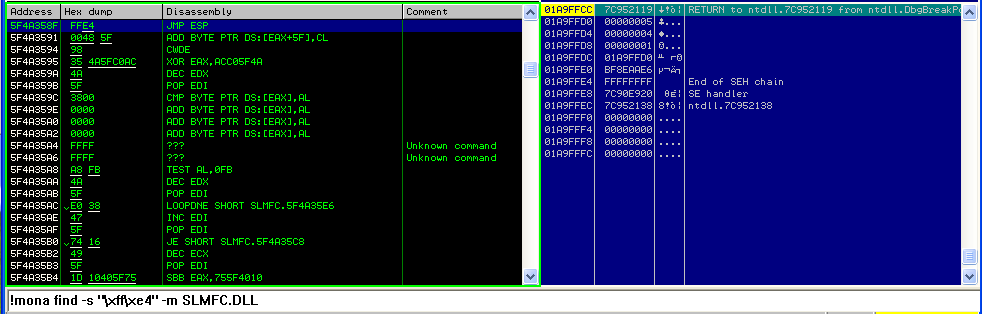 Address Hex dump Disassembly Comment
5F4A358F FFE4 JMP ESP
5F4A3591 0048 5F ADD BYTE PTR DS:[EAX+5F],CL
5F4A3594 98 CWDE
5F4A3595 35 4A5FC0AC XOR EAX,ACC05F4A
5F4A359A 4A DEC EDX
5F4A359B 5F POP EDI
5F4A359C 3800 CMP BYTE PTR DS:[EAX],AL
5F4A359E 0000 ADD BYTE PTR DS:[EAX],AL
5F4A35A0 0000 ADD BYTE PTR DS:[EAX],AL
5F4A35A2 0000 ADD BYTE PTR DS:[EAX],AL
5F4A35A4 FFFF ??? Unknown command
5F4A35A6 FFFF ??? Unknown command
5F4A35A8 A8 FB TEST AL,0FB
5F4A35AA 4A DEC EDX
5F4A35AB 5F POP EDI
5F4A35AC E0 38 LOOPDNE SHORT SLMFC.5F4A35E6
5F4A35AE 47 INC EDI
5F4A35AF 5F POP EDI
5F4A35B0 74 16 JE SHORT SLMFC.5F4A35C8
5F4A35B2 49 DEC ECX
5F4A35B3 5F POP EDI
5F4A35B4 1D 10405F75 SBB EAX,755F4010
01A9FFCC 7C952119 RETURN to ntdll.7C952119 from ntdll.DbgBreakPo
01A9FFD0 00000005 ....
01A9FFD4 00000004 ....
01A9FFD8 00000001 ....
01A9FFDC 01A9FFD0
01A9FFE0 BF8EAAE6
01A9FFE4 FFFFFFFF End of SEH chain
01A9FFE8 7C90E920 SE handler
01A9FFEC 7C952138 ntdll.7C952138
01A9FFF0 00000000 ....
01A9FFF4 00000000 ....
01A9FFF8 00000000 ....
01A9FFFC 00000000 ....
!mona find -s "\xff\xe4" -m SLMFC.DLL